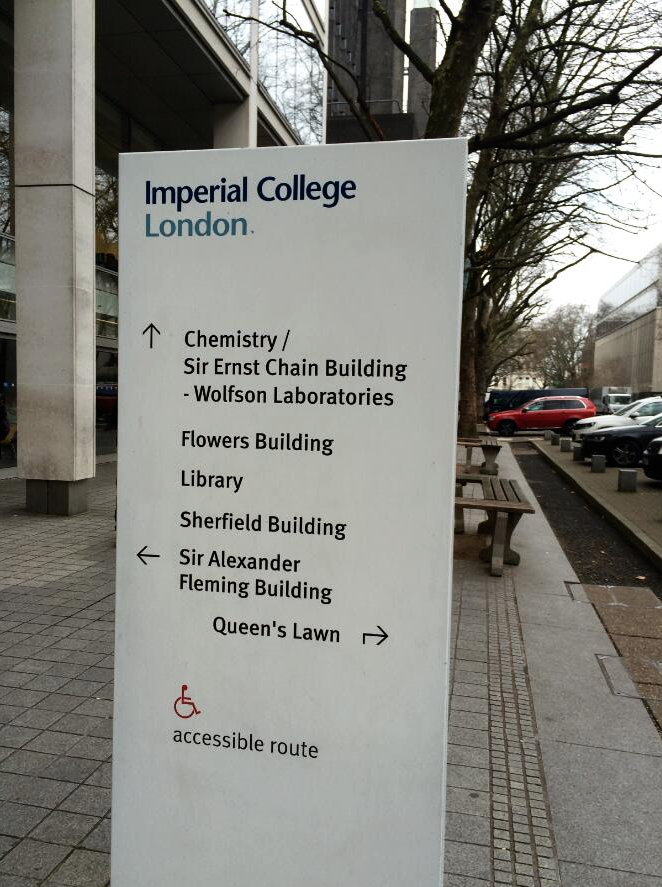 Imperial College
London
Chemistry /
Sir Ernst Chain Building
- Wolfson Laboratories
Flowers Building
Library
Sherfield Building
Sir Alexander
Fleming Building
Queen's Lawn
accessible route